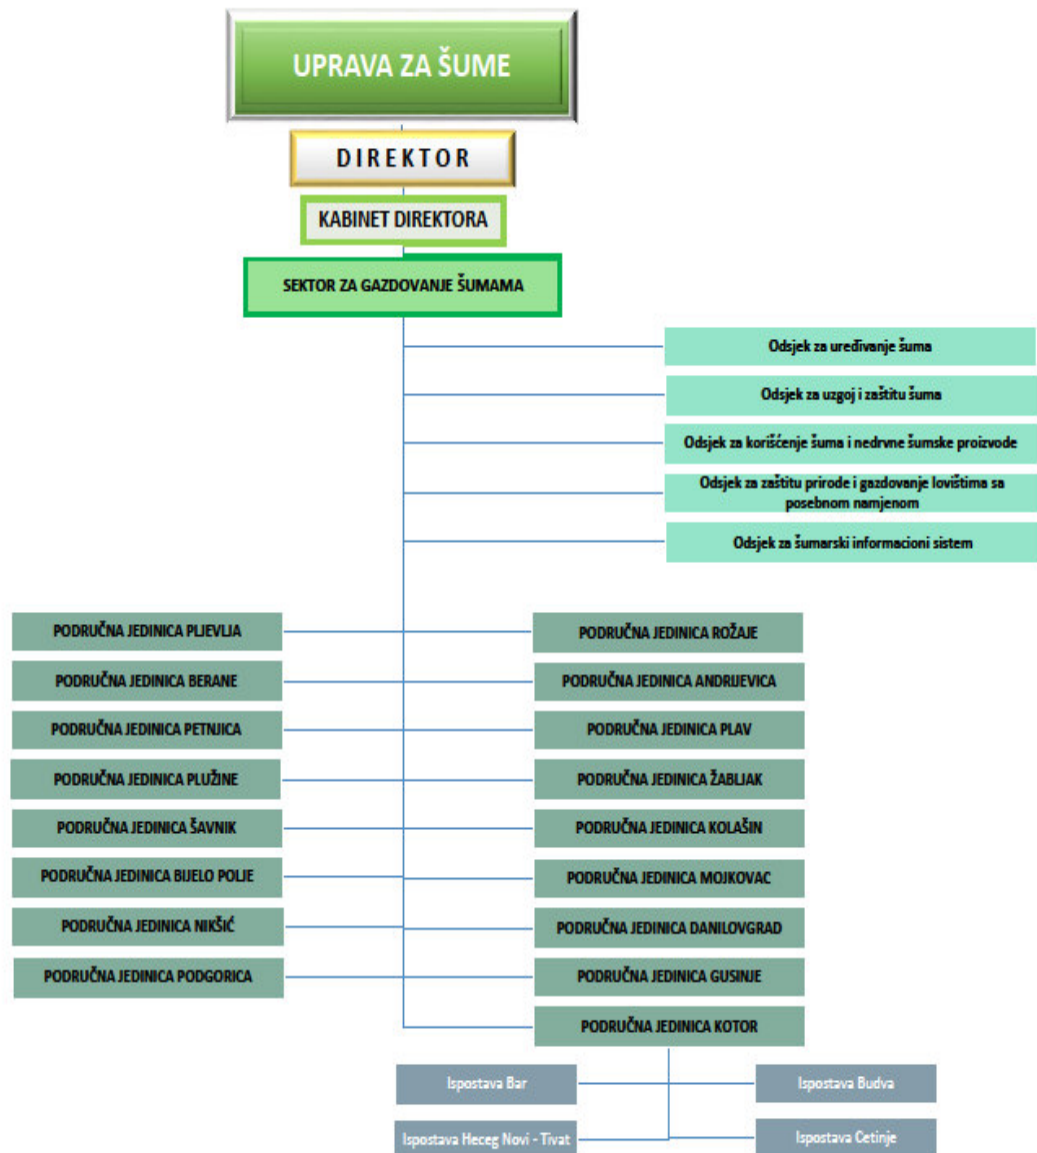 UPRAVA ZA ŠUME
DIREKTOR
KABINET DIREKTORA
SEKTOR ZA GAZDOVANJE ŠUMAMA
Odsjek za uređivanje šuma
Odsjek za uzgoj i zaštitu šuma
Odsjek za korišćenje šuma i nedrvne šumske proizvode
Odsjek za zaštitu prirode i gazdovanje lovištima sa
posebnom namjenom
Odsjek za šumarski informacioni sistem
PODRUČNA JEDINICA PLJEVLJA
PODRUČNA JEDINICA ROŽAJE
PODRUČNA JEDINICA BERANE
PODRUČNA JEDINICA ANDRIJEVICA
PODRUČNA JEDINICA PETNJICA
PODRUČNA JEDINICA PLAV
PODRUČNA JEDINICA PLUŽINE
PODRUČNA JEDINICA ŽABLJAK
PODRUČNA JEDINICA ŠAVNIK
PODRUČNA JEDINICA KOLAŠIN
PODRUČNA JEDINICA BIJELO POLJE
PODRUČNA JEDINICA MOJKOVAC
PODRUČNA JEDINICA NIKŠIĆ
PODRUČNA JEDINICA DANILOVGRAD
PODRUČNA JEDINICA PODGORICA
PODRUČNA JEDINICA GUSINJE
PODRUČNA JEDINICA KOTOR
Ispostava Bar
Ispostava Budva
Ispostava Heceg Novi - Tivat
Ispostava Cetinje